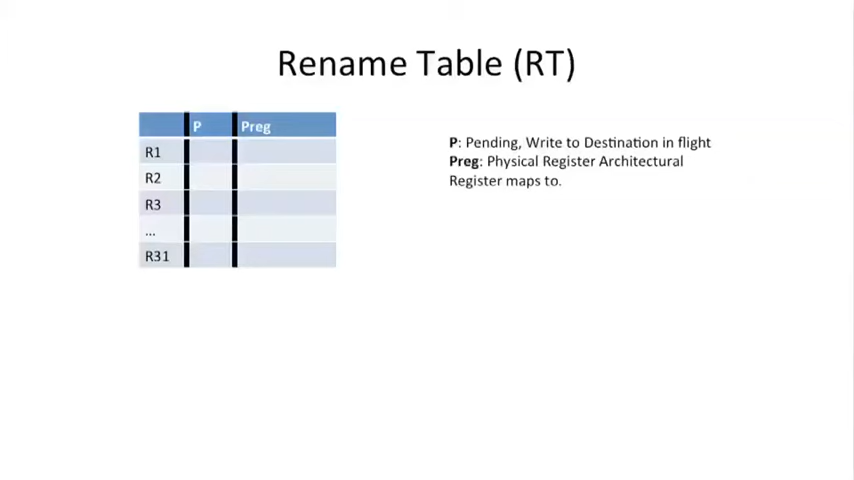 Rename Table (RT)
P Preg
R1
R2
R3
...
R31
P: Pending, Write to Destination in flight
Preg: Physical Register Architectural
Register maps to.